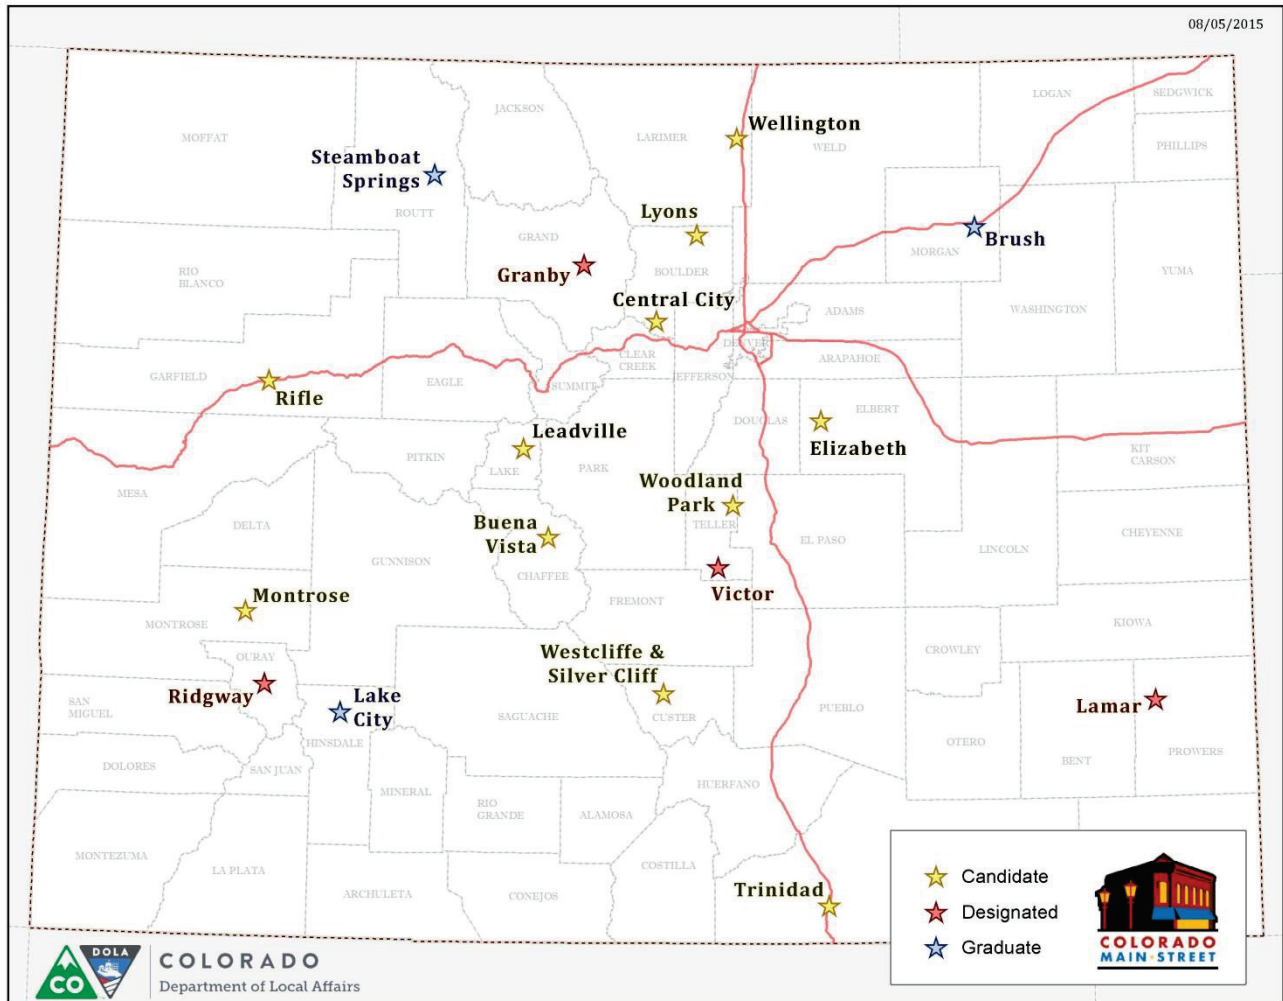 08/05/2015
LOGAN
SEDGWICK
JACKSON
MOFFAT
LARIMER
Wellington
WELD
PHILLIPS
Steamboat
Springs
ROUTT
Lyons
GRAND
Brush
MORGAN
Granby
BOULDER
RIO
BLANCO
YUMA
Central City
ADAMS
WASHINGTON
DENVER
CLEAR
CREEK
ARAPAHOE
GARFIELD
EAGLE
SUMMIT
JEFFERSON
Rifle
DOUGLAS
ELBERT
Leadville
Elizabeth
PITKIN
LAKE
PARK
KIT
CARSON
MESA
Woodland
Park
DELTA
TELLER
Buena
Vista
EL PASO
CHEYENNE
GUNNISON
LINCOLN
CHAFFEE
Montrose
Victor
FREMONT
MONTROSE
KIOWA
OURAY
Westcliffe &
Silver Cliff
CROWLEY
Ridgway
Lake
City
SAN
MIGUEL
SAGUACHE
CUSTER
PUEBLO
Lamar
HINSDALE
OTERO
PROWERS
DOLORES
SAN JUAN
BENT
MINERAL
HUERFANO
RIO
GRANDE
ALAMOSA
MONTEZUMA
LA PLATA
COSTILLA
ARCHULETA
CONEJOS
Trinidad
Candidate
Designated
Graduate
COLORADO
MAIN STREET
CO
DOLA
COLORADO
Department of Local Affairs